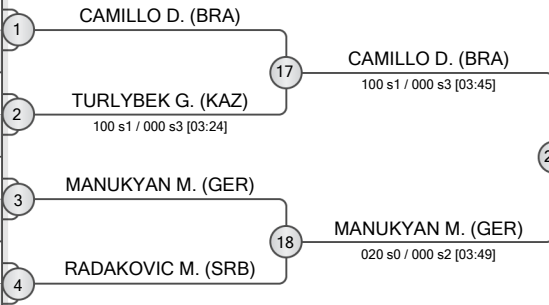 CAMILLO D. (BRA)
1
17
CAMILLO D. (BRA)
100 s1 / 000 s3 [03:45]
TURLYBEK G. (KAZ)
2
100 s1 / 000 s3 [03:24]
MANUKYAN M. (GER)
3
18
MANUKYAN M. (GER)
020 s0 / 000 s2 [03:49]
RADAKOVIC M. (SRB)
4